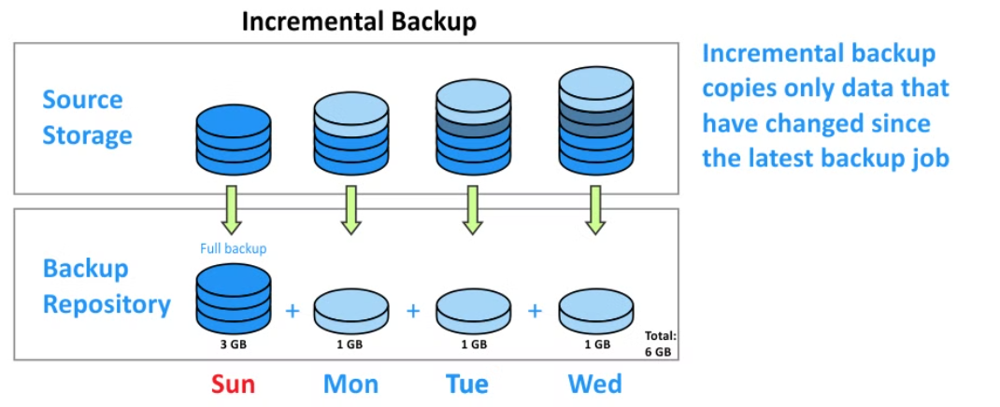 Incremental Backup
Source
Storage
Incremental backup
copies only data that
have changed since
the latest backup job
Full backup
Backup
Repository
+
+
+
3 GB
1 GB
1 GB
1 GB
Total:
6 GB
Sun
Mon
Tue
Wed